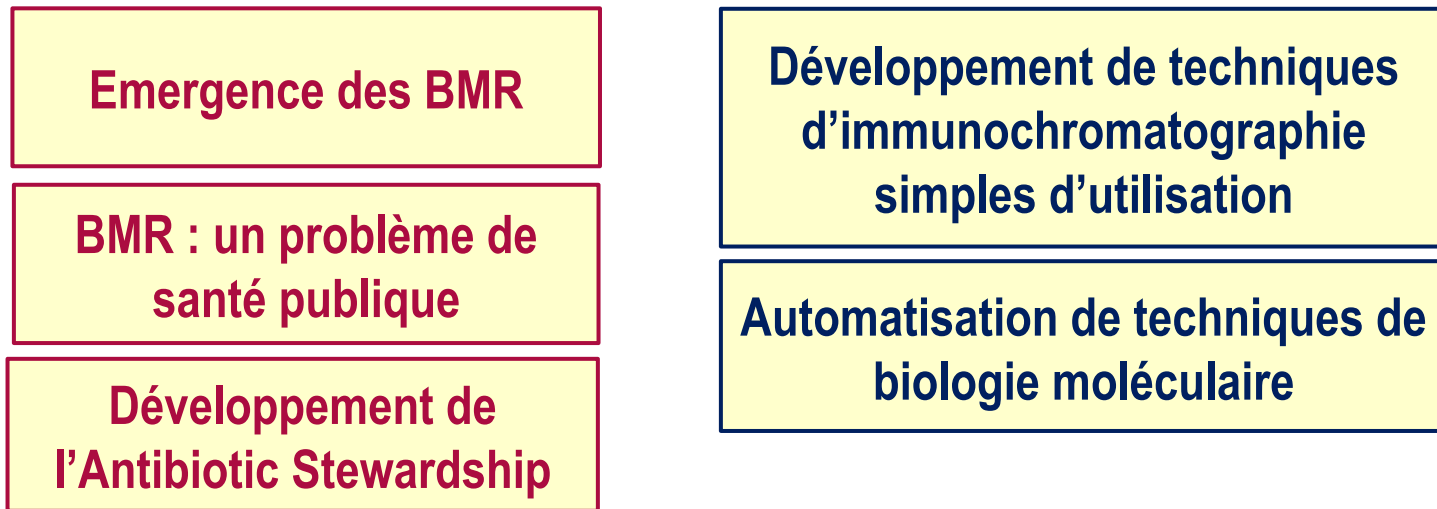 Emergence des BMR
BMR : un problème de
santé publique
Développement de
l’Antibiotic Stewardship
Développement de techniques
d’immunochromatographie
simples d’utilisation
Automatisation de techniques de
biologie moléculaire